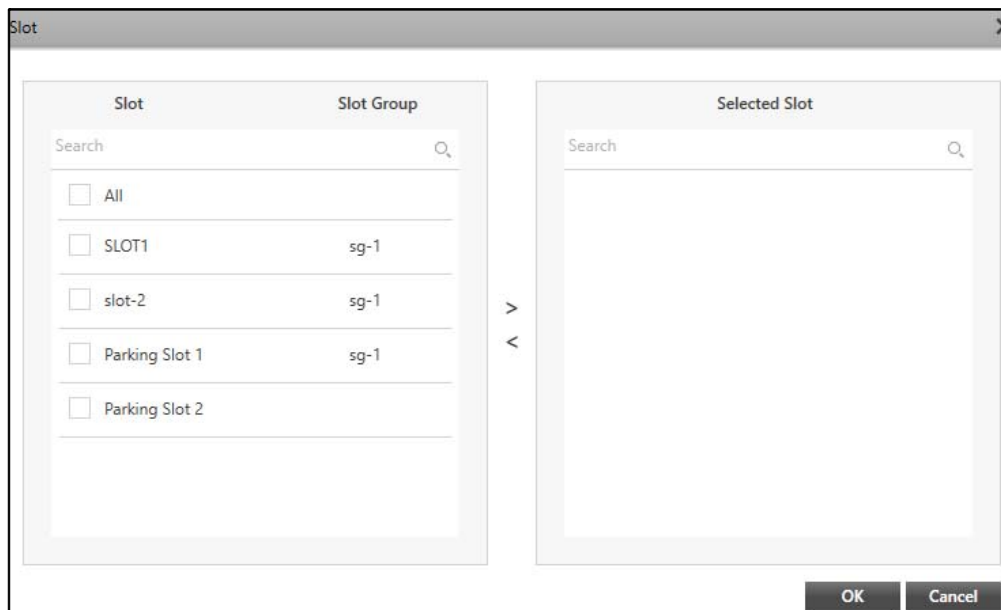 Slot
Slot Slot Group
Search
All
SLOT1 sg-1
slot-2 sg-1
Parking Slot 1 sg-1
Parking Slot 2
>
<
Selected Slot
Search
OK Cancel